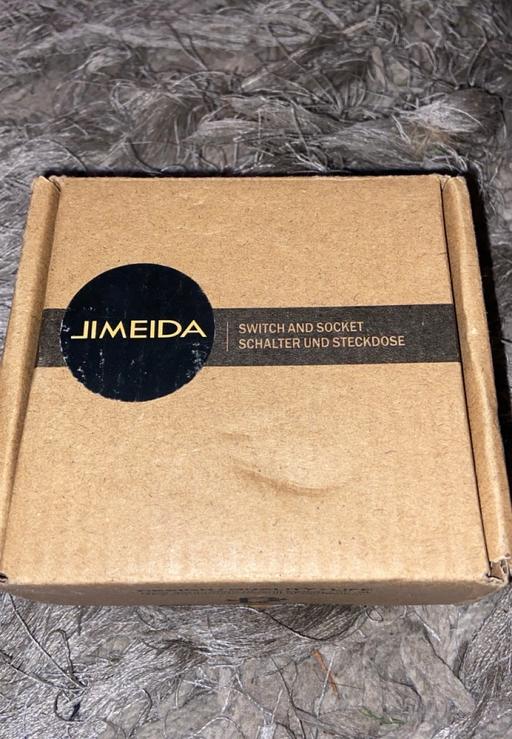 JIMEIDA
SWITCH AND SOCKET
SCHALTER UND STECKDOSE